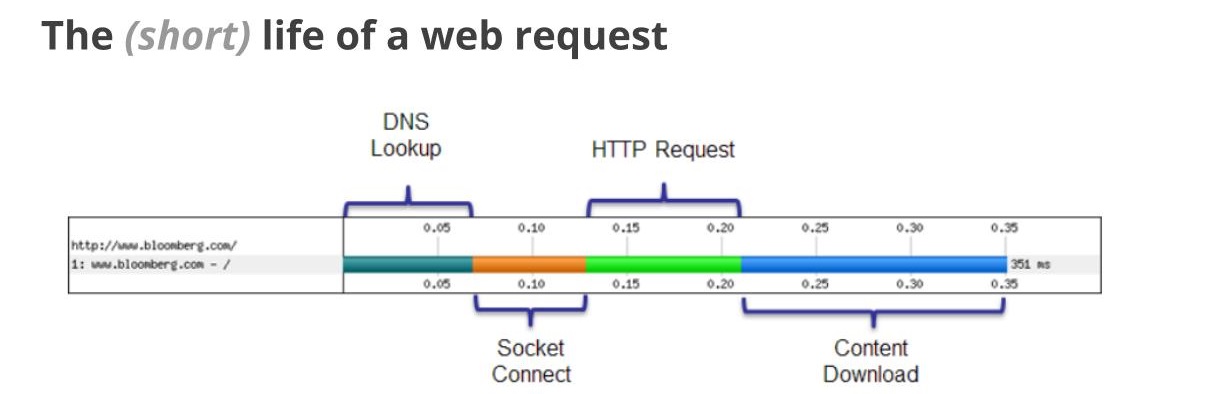 The (short) life of a web request
DNS
Lookup
HTTP Request
0.05 0.10 0.15 0.20 0.25 0.30 0.35
http://www.bloomberg.com/
1: www.bloomberg.com - / 351 ms
0.05 0.10 0.15 0.20 0.25 0.30 0.35
Socket
Connect
Content
Download